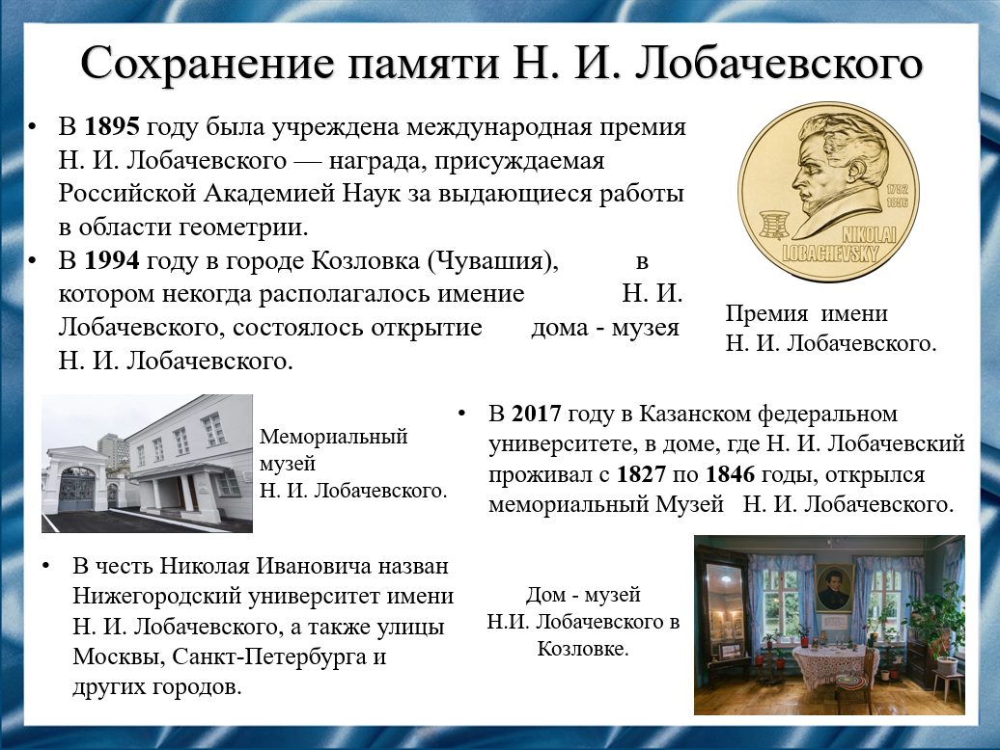 Сохранение памяти Н. И. Лобачевского
• В 1895 году была учреждена международная премия
Н. И. Лобачевского — награда, присуждаемая
Российской Академией Наук за выдающиеся работы
в области геометрии.
• В 1994 году в городе Козловка (Чувашия), в
котором некогда располагалось имение Н. И.
Лобачевского, состоялось открытие дома - музея
Н. И. Лобачевского.
1792
1856
NIKOLAI
LOBACHEVSKY
Премия имени
Н. И. Лобачевского.
Мемориальный
музей
Н. И. Лобачевского.
• В 2017 году в Казанском федеральном
университете, в доме, где Н. И. Лобачевский
проживал с 1827 по 1846 годы, открылся
мемориальный Музей Н. И. Лобачевского.
• В честь Николая Ивановича назван
Нижегородский университет имени
Н. И. Лобачевского, а также улицы
Москвы, Санкт-Петербурга и
других городов.
Дом - музей
Н.И. Лобачевского в
Козловке.